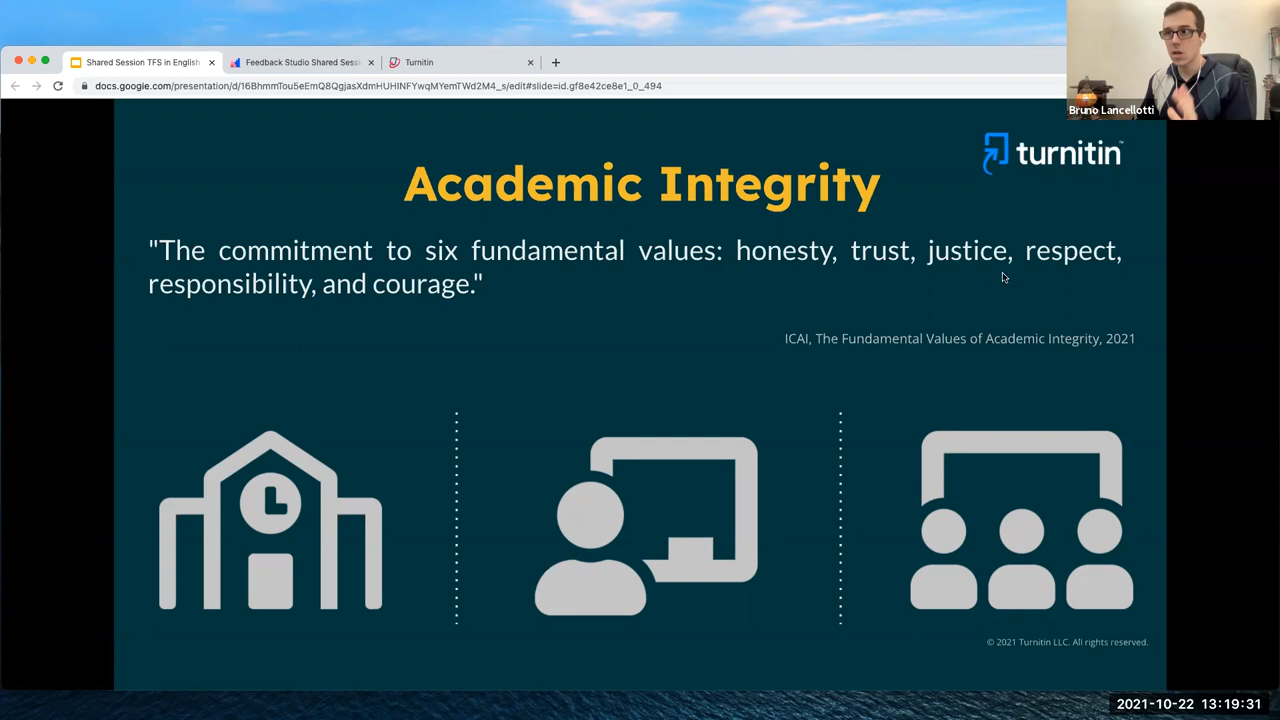 Shared Session TFS in English
Feedback Studio Shared Sessi
Turnitin
docs.google.com/presentation/d/16BhmmTou5eEmQ8QgjasXdmHUHINFYwqMYemTWd2M4_s/edit#slide=id.gf8e42ce8e1_0_494
Bruno Lancellotti
turnitin™
Academic Integrity
"The commitment to six fundamental values: honesty, trust, justice, respect,
responsibility, and courage."
ICAI, The Fundamental Values of Academic Integrity, 2021
© 2021 Turnitin LLC. All rights reserved.
2021-10-22 13:19:31